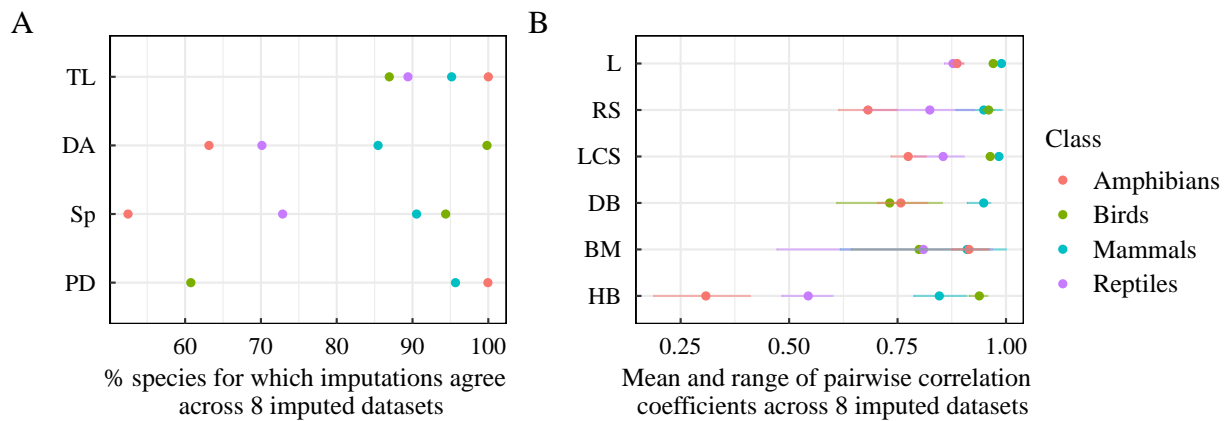 A
TL
DA
Sp
PD
60 70 80 90 100
% species for which imputations agree
across 8 imputed datasets
B
L
RS
LCS
DB
BM
HB
0.25 0.50 0.75 1.00
Mean and range of pairwise correlation
coefficients across 8 imputed datasets
Class
Amphibians
Birds
Mammals
Reptiles